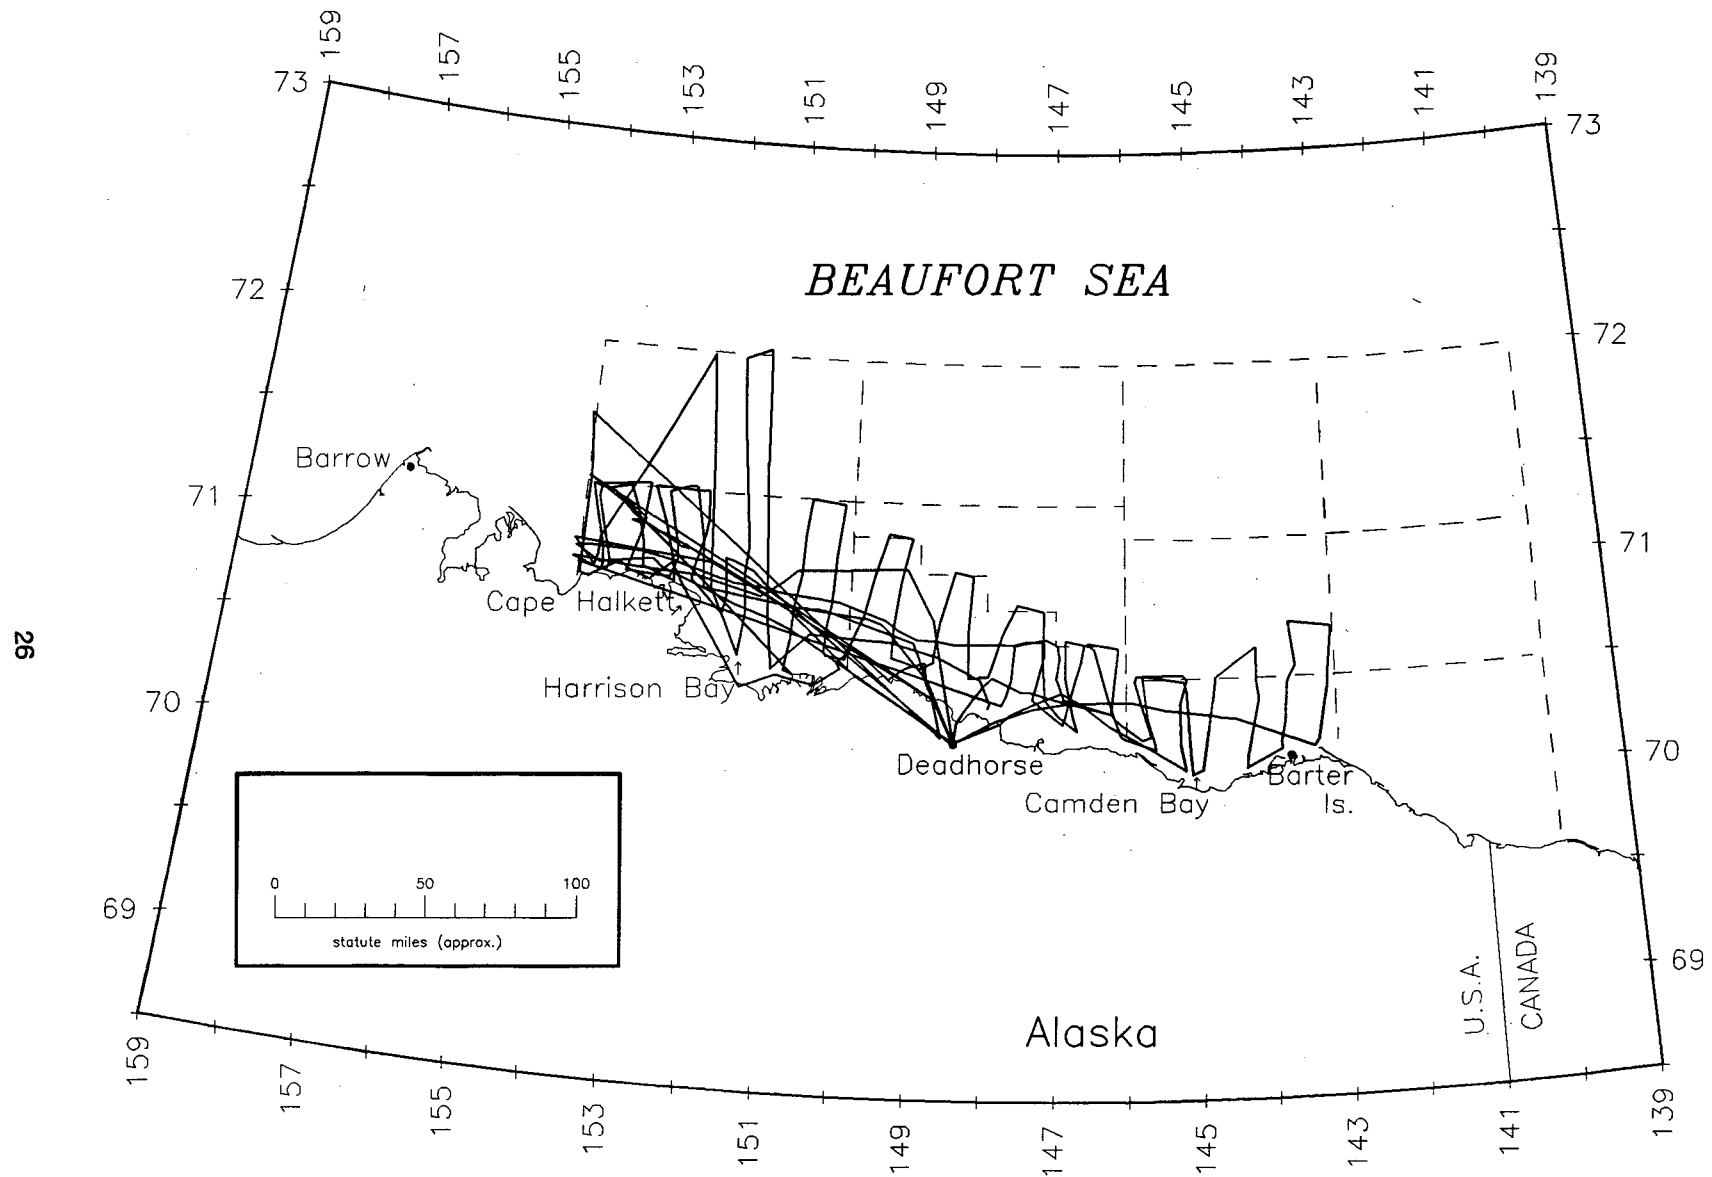 159
157
155
153
151
149
147
145
143
141
139
73
73
BEAUFORT SEA
72
72
Barrow
71
71
Cape Halkett
26
Harrison Bay
70
70
Deadhorse
Barter
Is.
Camden Bay
0 50 100
statute miles (approx.)
69
69
U.S.A.
CANADA
Alaska
159
157
155
153
151
149
147
145
143
141
139